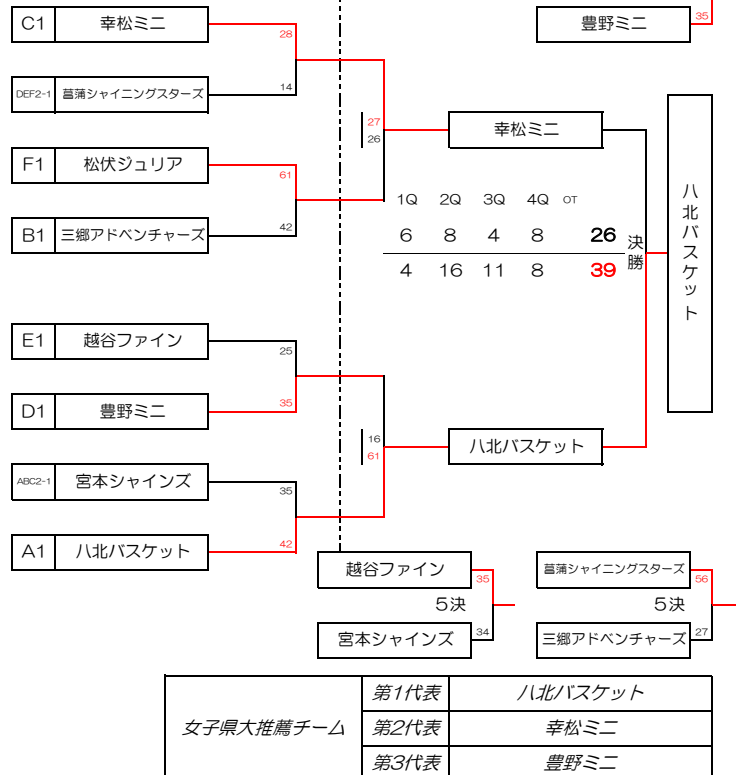 C1 幸松ミニ 28
豊野ミニ 35
DEF2-1 菖蒲シャイニングスターズ 14
27
26
幸松ミニ
F1 松伏ジュリア 61
B1 三郷アドベンチャーズ 42
1Q 2Q 3Q 4Q OT
6 8 4 8 26
4 16 11 8 39
決勝
八北バスケット
E1 越谷ファイン 25
D1 豊野ミニ 35
16
61
八北バスケット
ABC2-1 宮本シャインズ 35
A1 八北バスケット 42
越谷ファイン 35
5決
宮本シャインズ 34
菖蒲シャイニングスターズ 56
5決
三郷アドベンチャーズ 27
女子県大推薦チーム
第1代表 八北バスケット
第2代表 幸松ミニ
第3代表 豊野ミニ